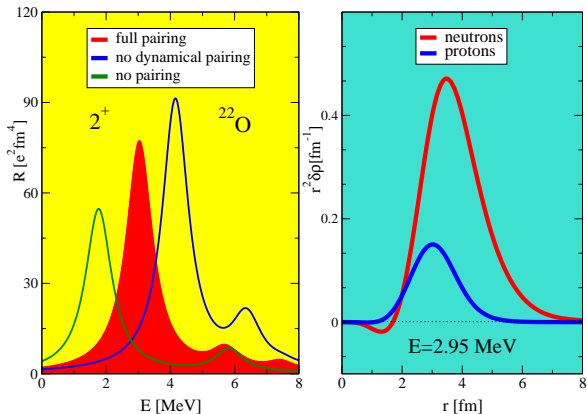 full pairing
no dynamical pairing
no pairing
2⁺
²²O
R [e²fm⁴]
120
90
60
30
0
0
2
4
6
8
E [MeV]
neutrons
protons
r²δρ[fm⁻¹]
0.4
0.2
0
E=2.95 MeV
0
2
4
6
8
r [fm]